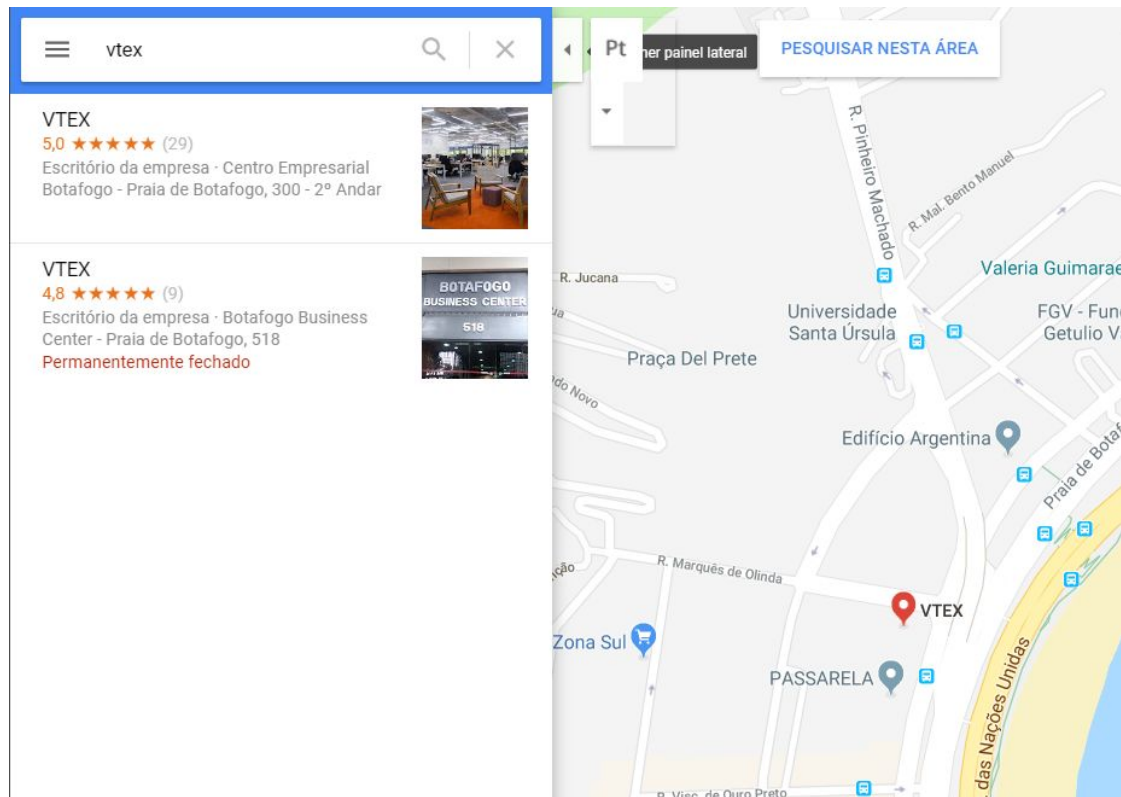 vtex
VTEX
5,0 ★★★★★ (29)
Escritório da empresa · Centro Empresarial
Botafogo - Praia de Botafogo, 300 - 2º Andar
VTEX
4,8 ★★★★★ (9)
Escritório da empresa · Botafogo Business
Center - Praia de Botafogo, 518
Permanentemente fechado
BOTAFOGO
BUSINESS CENTER
518
Pt
her painel lateral
PESQUISAR NESTA ÁREA
R. Pinheiro Machado
R. Mal. Bento Manuel
R. Jucana
Valeria Guimarae
Universidade
Santa Úrsula
FGV - Fun
Getulio V
Praça Del Prete
do Novo
Edifício Argentina
Praia de Botaf
R. Marquês de Olinda
ção
VTEX
Zona Sul
PASSARELA
das Nações Unidas
R. Visc. de Ouro Preto